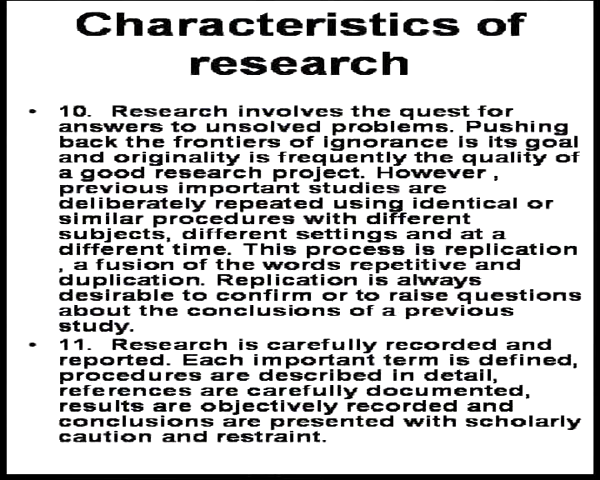 Characteristics of
research
• 10. Research involves the quest for
answers to unsolved problems. Pushing
back the frontiers of ignorance is its goal
and originality is frequently the quality of
a good research project. However ,
previous important studies are
deliberately repeated using identical or
similar procedures with different
subjects, different settings and at a
different time. This process is replication
, a fusion of the words repetitive and
duplication. Replication is always
desirable to confirm or to raise questions
about the conclusions of a previous
study.
• 11. Research is carefully recorded and
reported. Each important term is defined,
procedures are described in detail,
references are carefully documented,
results are objectively recorded and
conclusions are presented with scholarly
caution and restraint.